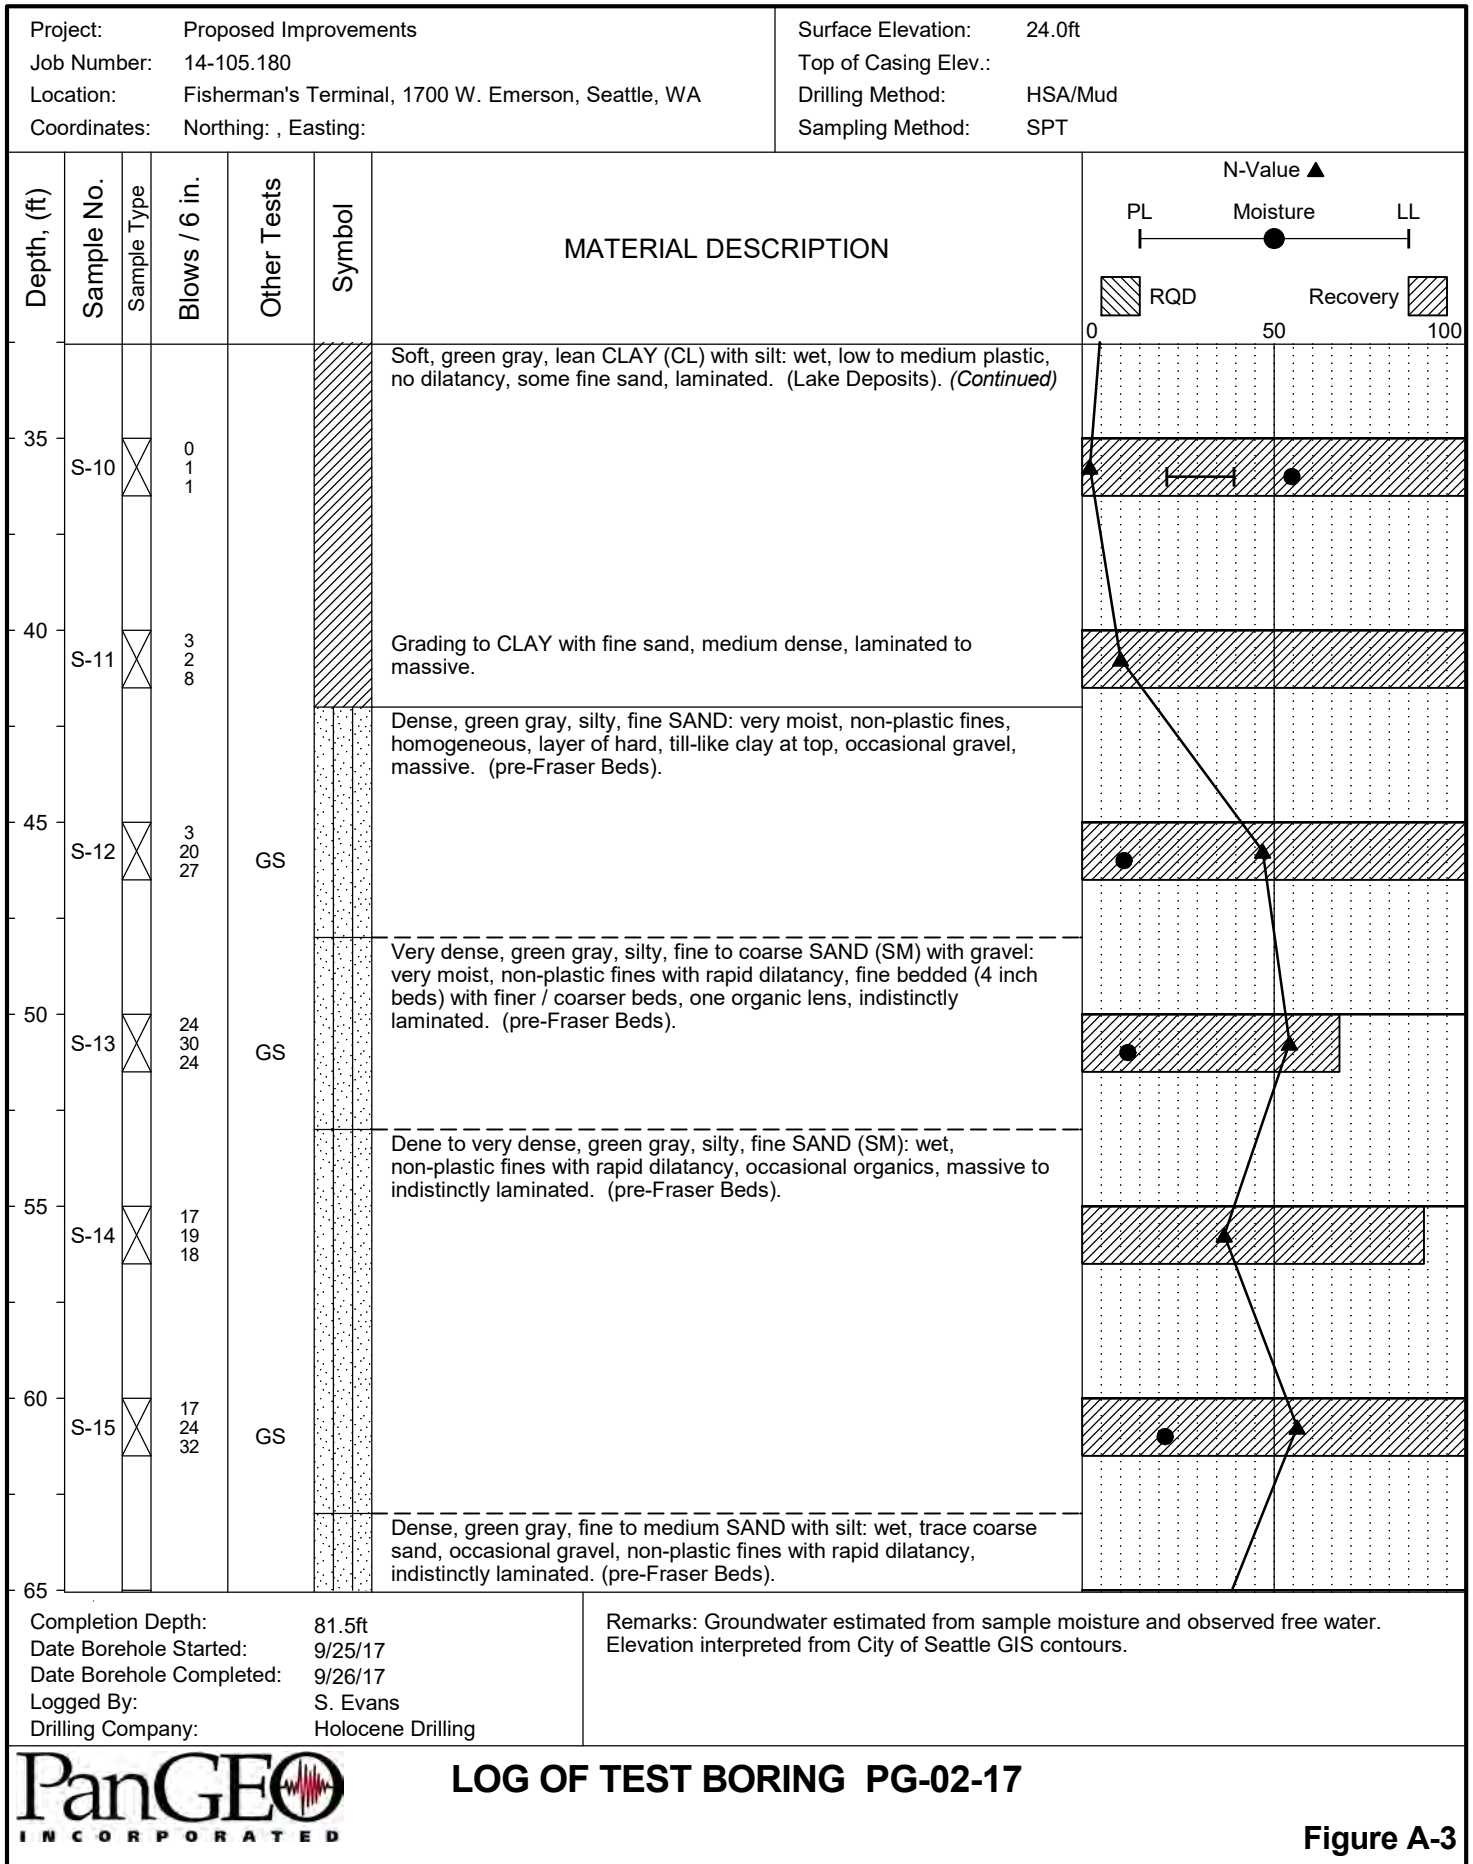 Project: Proposed Improvements
Job Number: 14-105.180
Location: Fisherman's Terminal, 1700 W. Emerson, Seattle, WA
Coordinates: Northing: , Easting:
Surface Elevation: 24.0ft
Top of Casing Elev.:
Drilling Method: HSA/Mud
Sampling Method: SPT
Depth, (ft)
Sample No.
Sample Type
Blows / 6 in.
Other Tests
Symbol
MATERIAL DESCRIPTION
N-Value ▲
PL Moisture LL
RQD Recovery
0 50 100
Soft, green gray, lean CLAY (CL) with silt: wet, low to medium plastic,
no dilatancy, some fine sand, laminated. (Lake Deposits). (Continued)
35
S-10
0
1
1
40
S-11
3
2
8
Grading to CLAY with fine sand, medium dense, laminated to
massive.
Dense, green gray, silty, fine SAND: very moist, non-plastic fines,
homogeneous, layer of hard, till-like clay at top, occasional gravel,
massive. (pre-Fraser Beds).
45
S-12
3
20
27
GS
Very dense, green gray, silty, fine to coarse SAND (SM) with gravel:
very moist, non-plastic fines with rapid dilatancy, fine bedded (4 inch
beds) with finer / coarser beds, one organic lens, indistinctly
laminated. (pre-Fraser Beds).
50
S-13
24
30
24
GS
Dene to very dense, green gray, silty, fine SAND (SM): wet,
non-plastic fines with rapid dilatancy, occasional organics, massive to
indistinctly laminated. (pre-Fraser Beds).
55
S-14
17
19
18
60
S-15
17
24
32
GS
Dense, green gray, fine to medium SAND with silt: wet, trace coarse
sand, occasional gravel, non-plastic fines with rapid dilatancy,
indistinctly laminated. (pre-Fraser Beds).
65
Completion Depth: 81.5ft
Date Borehole Started: 9/25/17
Date Borehole Completed: 9/26/17
Logged By: S. Evans
Drilling Company: Holocene Drilling
Remarks: Groundwater estimated from sample moisture and observed free water.
Elevation interpreted from City of Seattle GIS contours.
PanGEO
INCORPORATED
LOG OF TEST BORING PG-02-17
Figure A-3